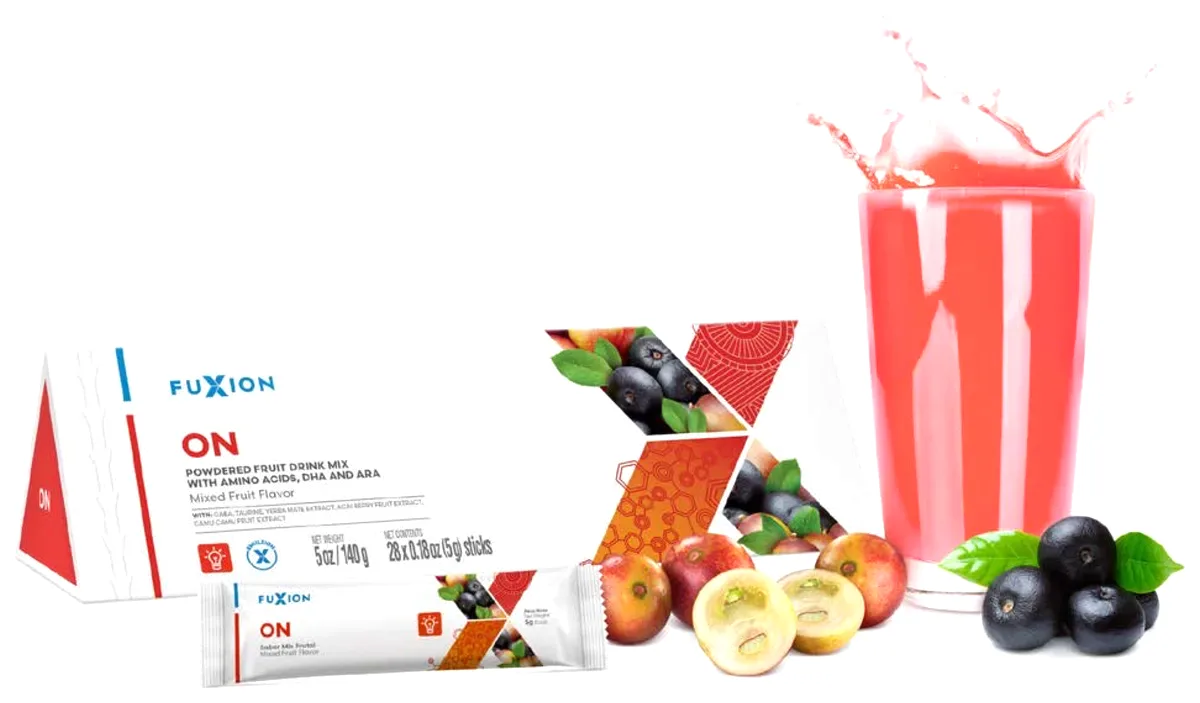 FUXION
ON
POWDERED FRUIT DRINK MIX
WITH AMINO ACIDS, DHA AND ARA
Mixed Fruit Flavor
WITH: GABA, TAURINE, YERBA MATE EXTRACT, ACAI BERRY FRUIT EXTRACT,
CAMU CAMU FRUIT EXTRACT
NET WEIGHT
5 oz / 140 g
NET CONTENTS
28 x 0.18 oz (5 g) sticks
ON
FUXION
ON
Sabor Mix Frutal
Mixed Fruit Flavor
5g